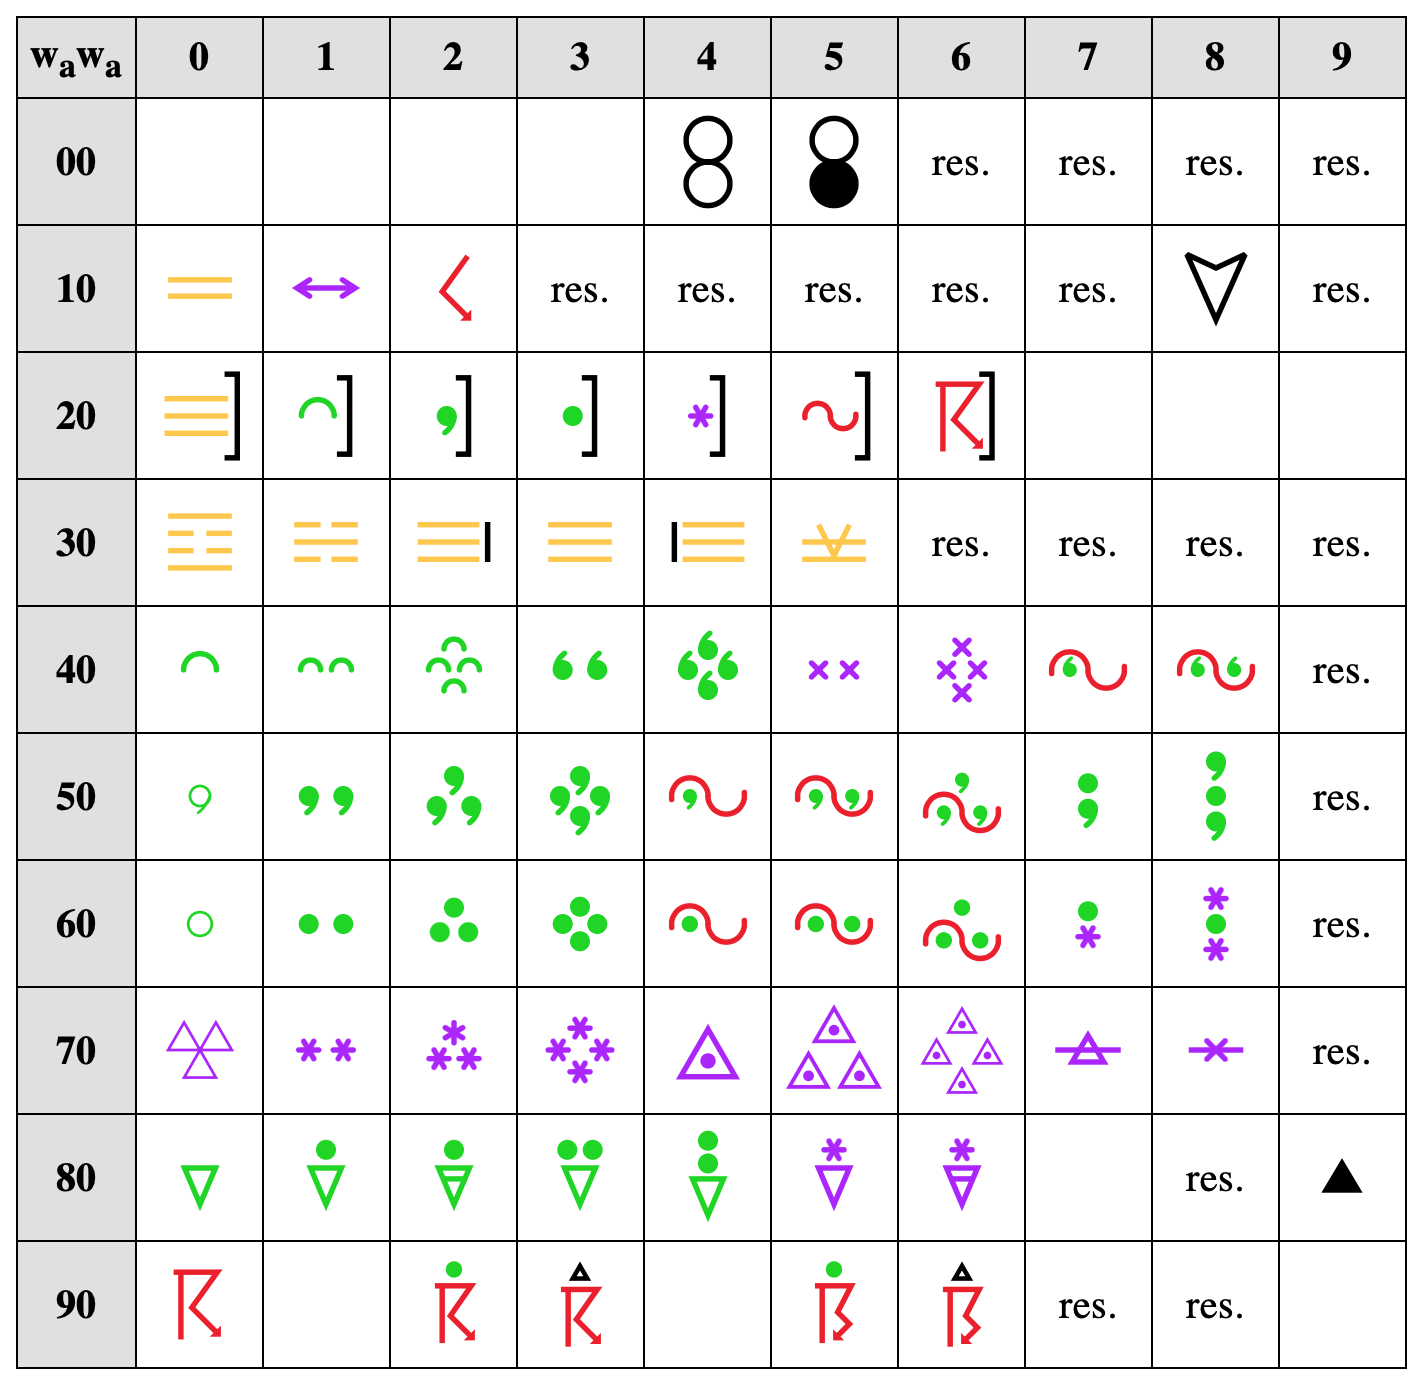 wawa 0 1 2 3 4 5 6 7 8 9
00 res. res. res. res.
10 res. res. res. res. res. res.
20
30 res. res. res. res.
40 res.
50 res.
60 res.
70 res.
80 res.
90 res. res.